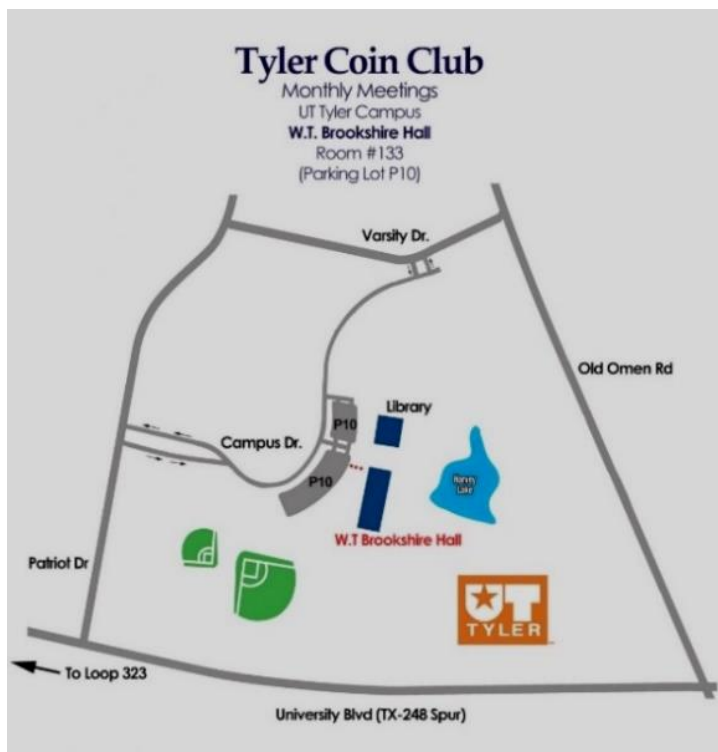 Tyler Coin Club
Monthly Meetings
UT Tyler Campus
W.T. Brookshire Hall
Room #133
(Parking Lot P10)
Varsity Dr.
Old Omen Rd
Library
P10
Campus Dr.
P10
Harvey
Lake
W.T Brookshire Hall
Patriot Dr
UT
TYLER
To Loop 323
University Blvd (TX-248 Spur)